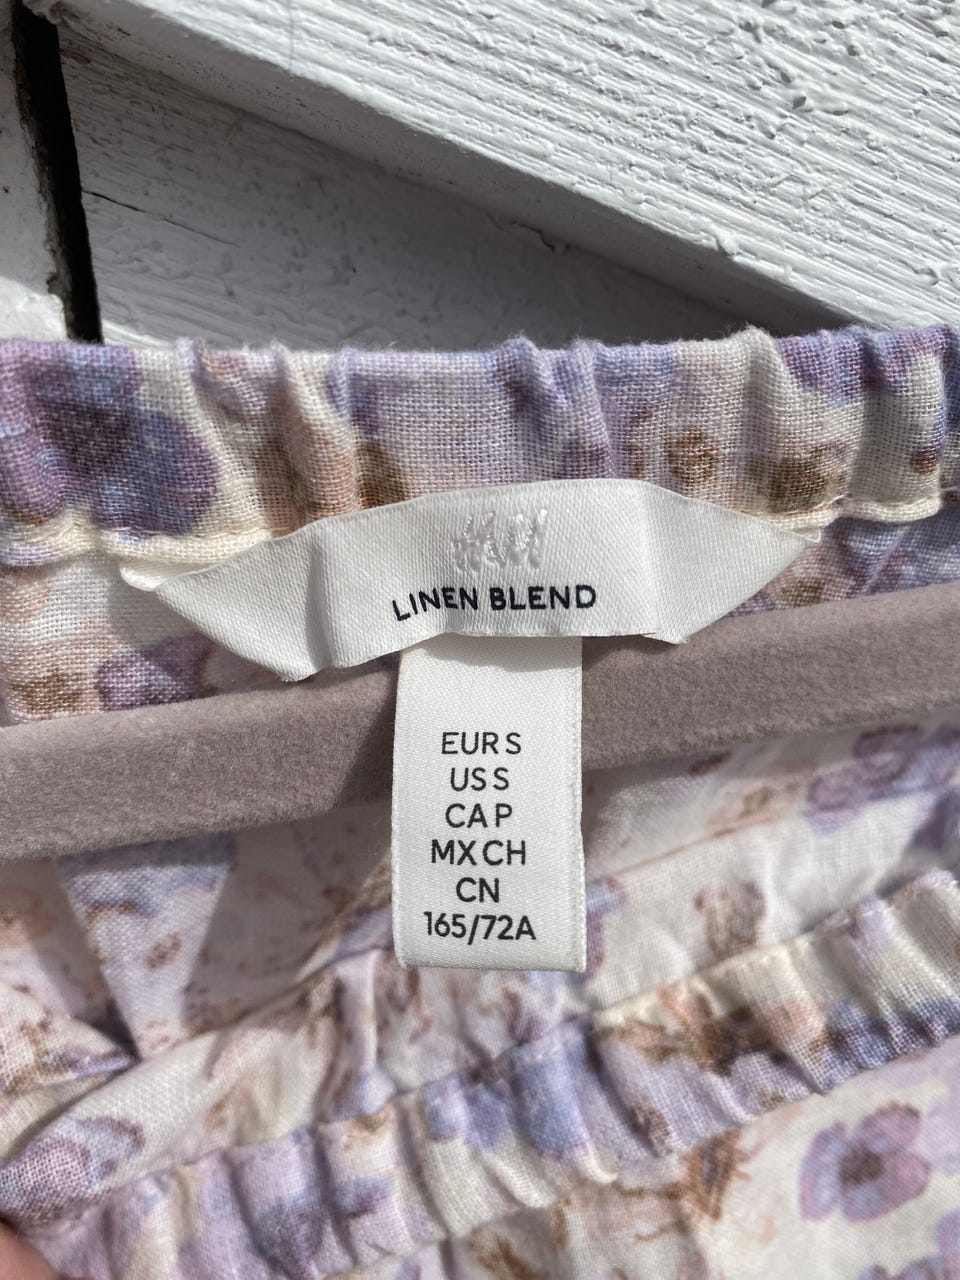 H&M
LINEN BLEND
EUR S
US S
CA P
MX CH
CN
165/72A